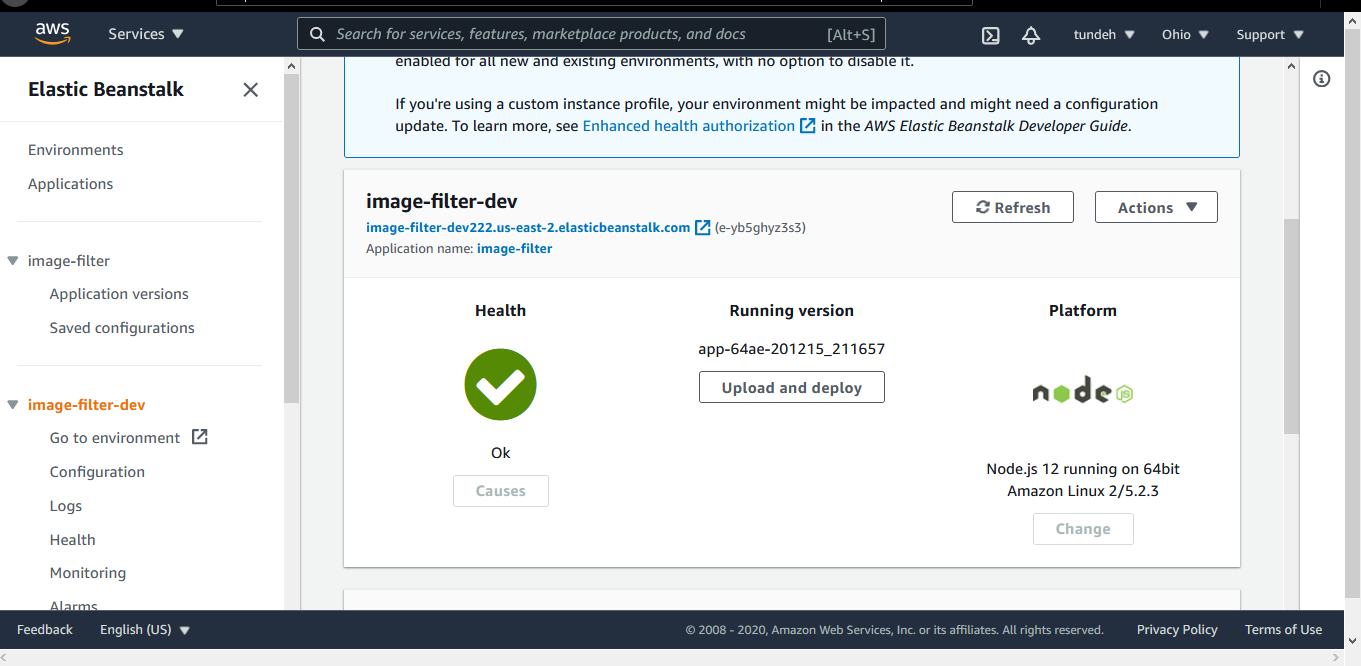 aws
Services
Search for services, features, marketplace products, and docs
[Alt+S]
tundeh
Ohio
Support
Elastic Beanstalk
Environments
Applications
image-filter
Application versions
Saved configurations
image-filter-dev
Go to environment
Configuration
Logs
Health
Monitoring
Alarms
enabled for all new and existing environments, with no option to disable it.
If you're using a custom instance profile, your environment might be impacted and might need a configuration
update. To learn more, see Enhanced health authorization in the AWS Elastic Beanstalk Developer Guide.
image-filter-dev
image-filter-dev222.us-east-2.elasticbeanstalk.com (e-yb5ghyz3s3)
Application name: image-filter
Refresh
Actions
Health
Ok
Causes
Running version
app-64ae-201215_211657
Upload and deploy
Platform
node
JS
Node.js 12 running on 64bit
Amazon Linux 2/5.2.3
Change
Feedback
English (US)
© 2008 - 2020, Amazon Web Services, Inc. or its affiliates. All rights reserved.
Privacy Policy
Terms of Use